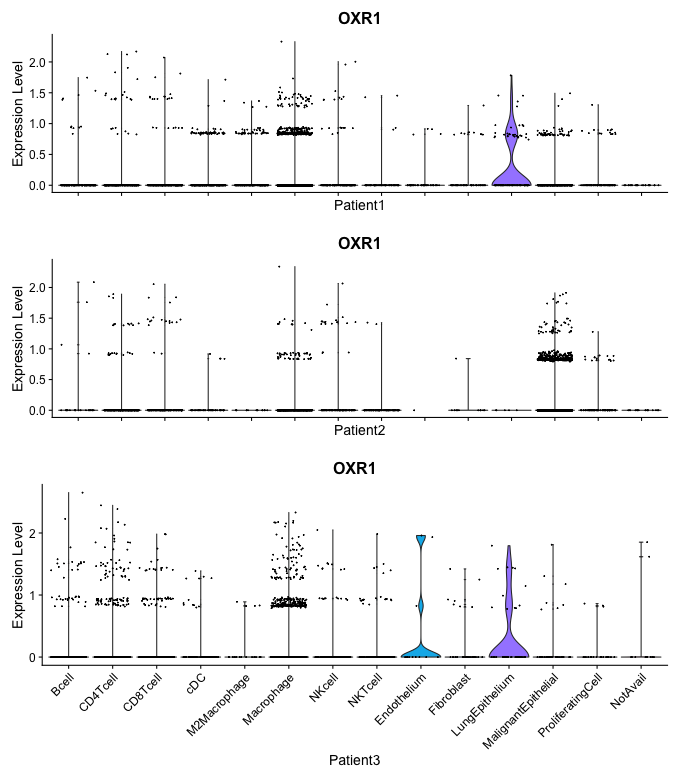 OXR1
Expression Level
2.0
1.5
1.0
0.5
0.0
Patient1
OXR1
Expression Level
2.0
1.5
1.0
0.5
0.0
Patient2
OXR1
Expression Level
2
1
0
Bcell
CD4Tcell
CD8Tcell
cDC
M2Macrophage
Macrophage
NKcell
NKTcell
Endothelium
Fibroblast
LungEpithelium
MalignantEpithelial
ProliferatingCell
NotAvail
Patient3